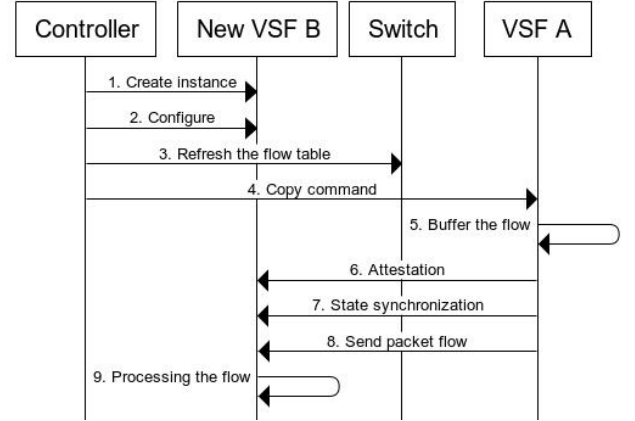 Controller
New VSF B
Switch
VSF A
1. Create instance
2. Configure
3. Refresh the flow table
4. Copy command
5. Buffer the flow
6. Attestation
7. State synchronization
8. Send packet flow
9. Processing the flow